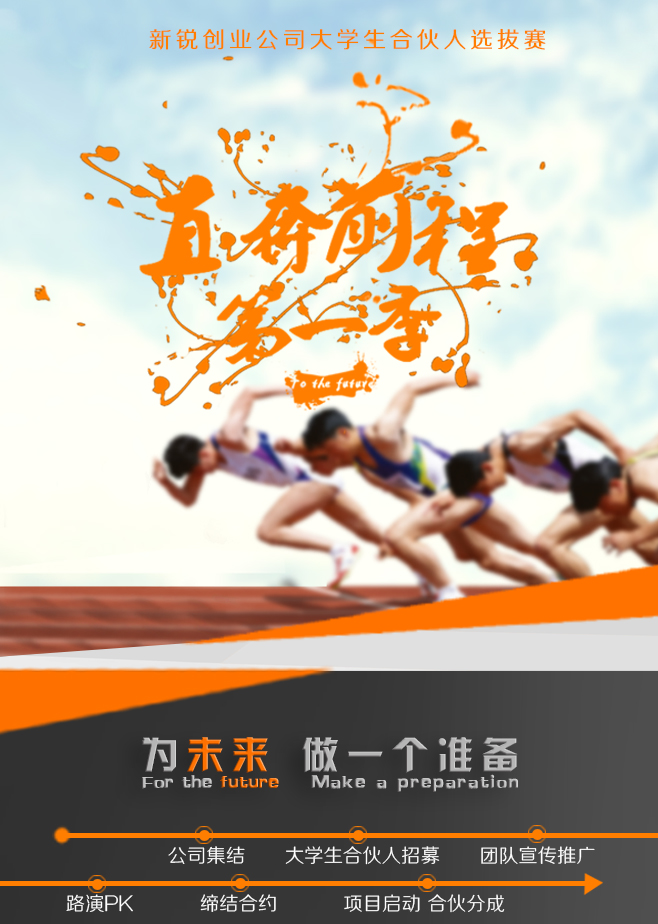 新锐创业公司大学生合伙人选拔赛
直奔前程
第二季
To the future
为未来 做一个准备
For the future Make a preparation
公司集结 大学生合伙人招募 团队宣传推广
路演PK 缔结合约 项目启动 合伙分成